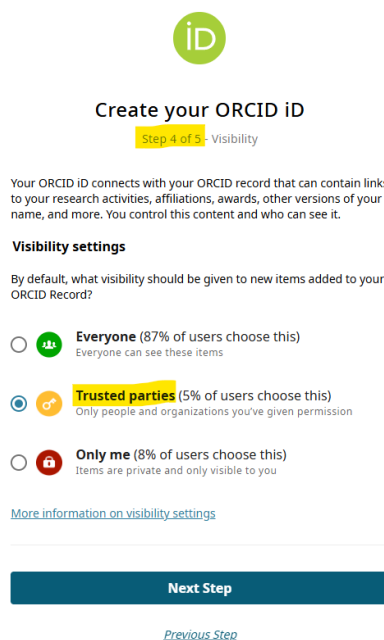 iD
Create your ORCID iD
Step 4 of 5 - Visibility
Your ORCID iD connects with your ORCID record that can contain links
to your research activities, affiliations, awards, other versions of your
name, and more. You control this content and who can see it.
Visibility settings
By default, what visibility should be given to new items added to your
ORCID Record?
Everyone (87% of users choose this)
Everyone can see these items
Trusted parties (5% of users choose this)
Only people and organizations you've given permission
Only me (8% of users choose this)
Items are private and only visible to you
More information on visibility settings
Next Step
Previous Step